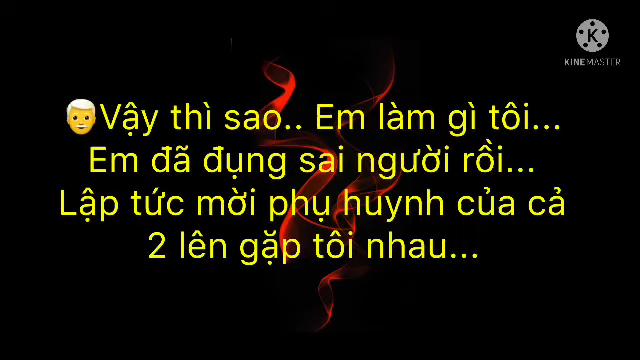 👨‍🦳Vậy thì sao.. Em làm gì tôi...
Em đã đụng sai người rồi...
Lập tức mời phụ huynh của cả
2 lên gặp tôi nhau...
KINEMASTER